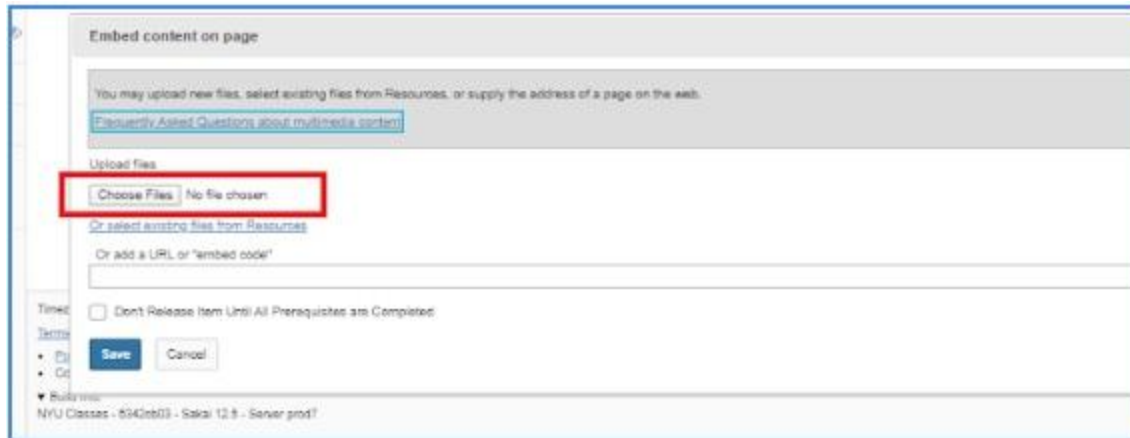 Embed content on page
You may upload new files, select existing files from Resources, or supply the address of a page on the web.
Frequently Asked Questions about multimedia content
Upload files
Choose Files No file chosen
Or select existing files from Resources
Or add a URL or "embed code"
Don't Release Item Until All Prerequisites are Completed
Save Cancel
NYU Classes - 6342cb03 - Sakai 12.5 - Server prod7